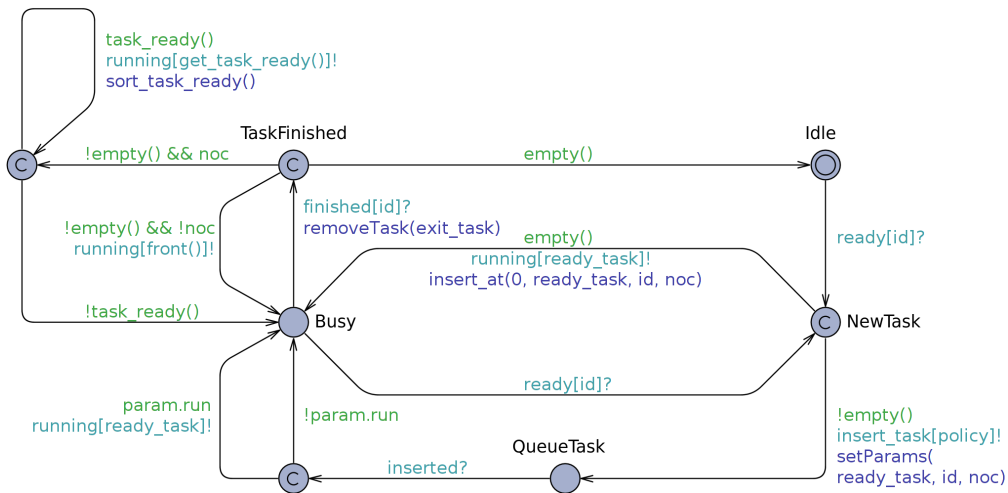 task_ready()
running[get_task_ready()]!
sort_task_ready()
TaskFinished
Idle
C
!empty() && noc
C
empty()
finished[id]?
removeTask(exit_task)
!empty() && !noc
running[front()]!
empty()
running[ready_task]!
insert_at(0, ready_task, id, noc)
ready[id]?
!task_ready()
Busy
C
NewTask
ready[id]?
param.run
running[ready_task]!
!param.run
!empty()
insert_task[policy]!
setParams(
ready_task, id, noc)
QueueTask
inserted?
C